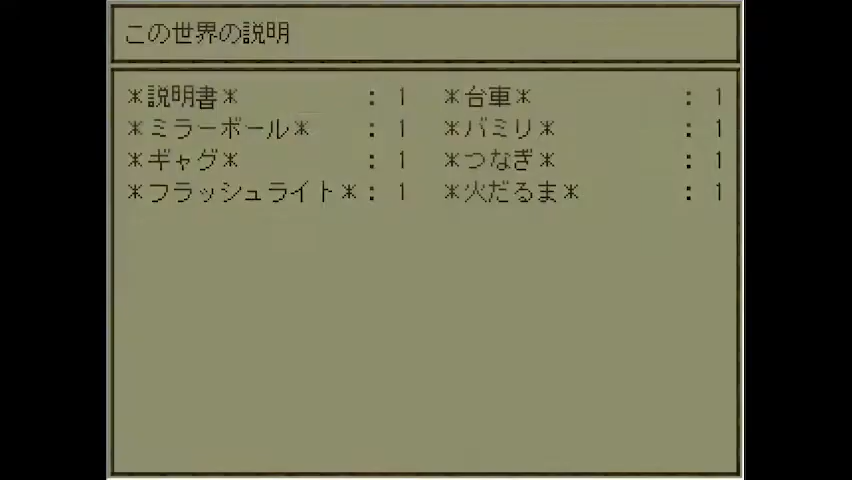 この世界の説明
*説明書* : 1 *台車* : 1
*ミラーボール* : 1 *バミリ* : 1
*ギャグ* : 1 *つなぎ* : 1
*フラッシュライト* : 1 *火だるま* : 1